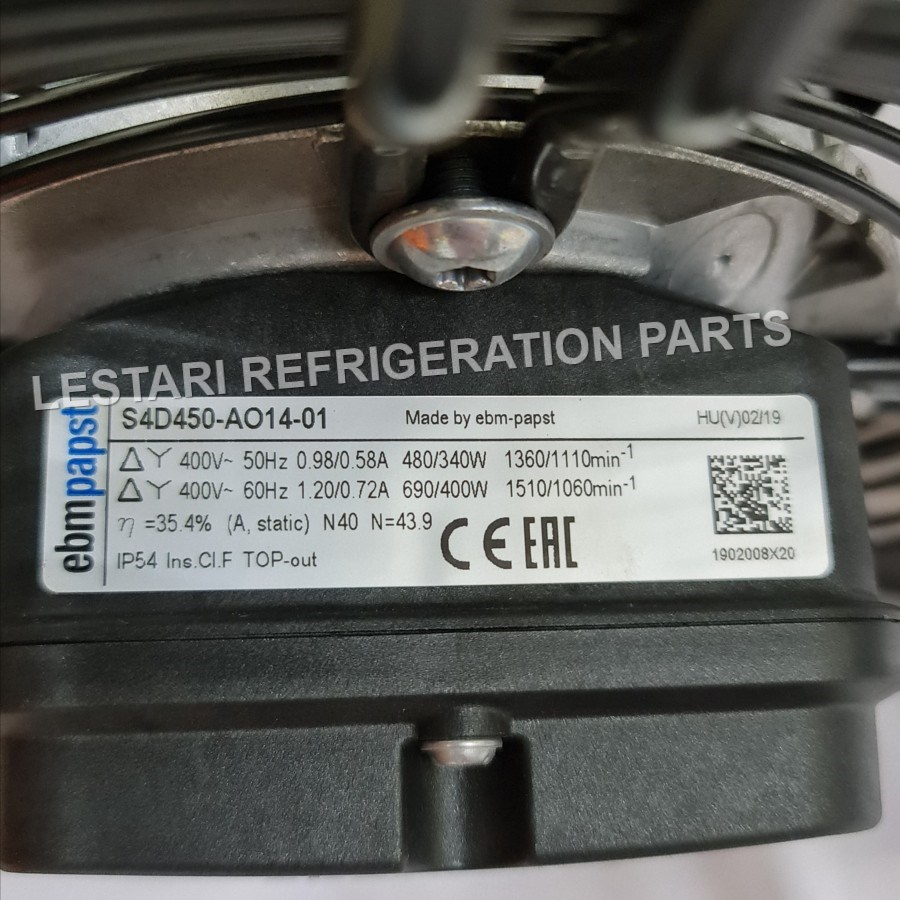 LESTARI REFRIGERATION PARTS
ebmpapst
S4D450-AO14-01 Made by ebm-papst HU(V)02/19
△Y 400V~ 50Hz 0.98/0.58A 480/340W 1360/1110min-1
△Y 400V~ 60Hz 1.20/0.72A 690/400W 1510/1060min-1
η =35.4% (A, static) N40 N=43.9
CE EAC
IP54 Ins.Cl.F TOP-out
1902008X20